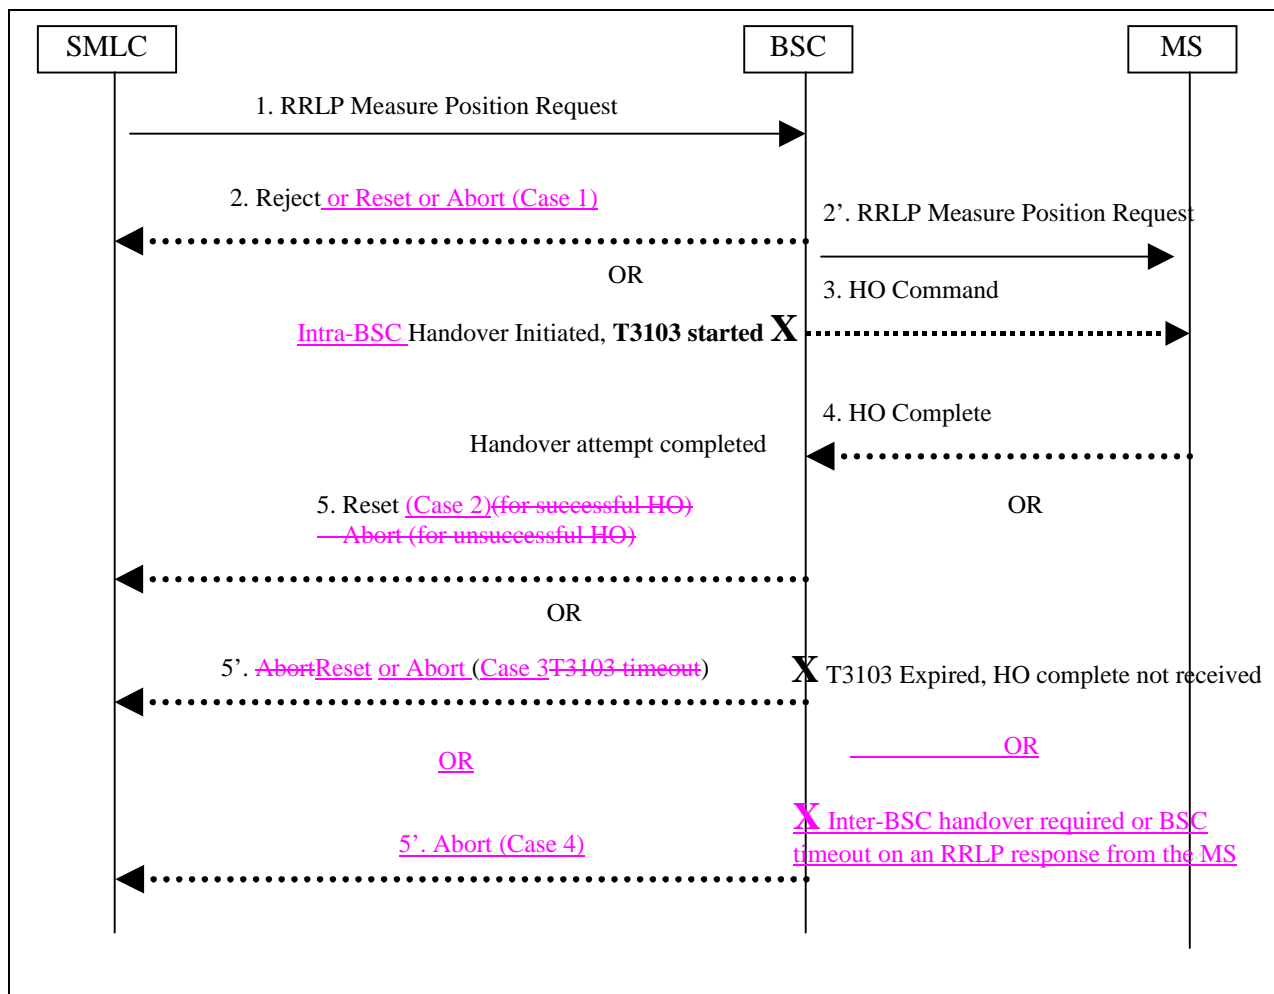 SMLC
BSC
MS
1. RRLP Measure Position Request
2. Reject or Reset or Abort (Case 1)
2’. RRLP Measure Position Request
OR
3. HO Command
Intra-BSC Handover Initiated, T3103 started X
4. HO Complete
Handover attempt completed
5. Reset (Case 2)(for successful HO)
Abort (for unsuccessful HO)
OR
OR
5’. AbortReset or Abort (Case 3T3103 timeout)
X T3103 Expired, HO complete not received
OR
OR
5’. Abort (Case 4)
X Inter-BSC handover required or BSC
timeout on an RRLP response from the MS